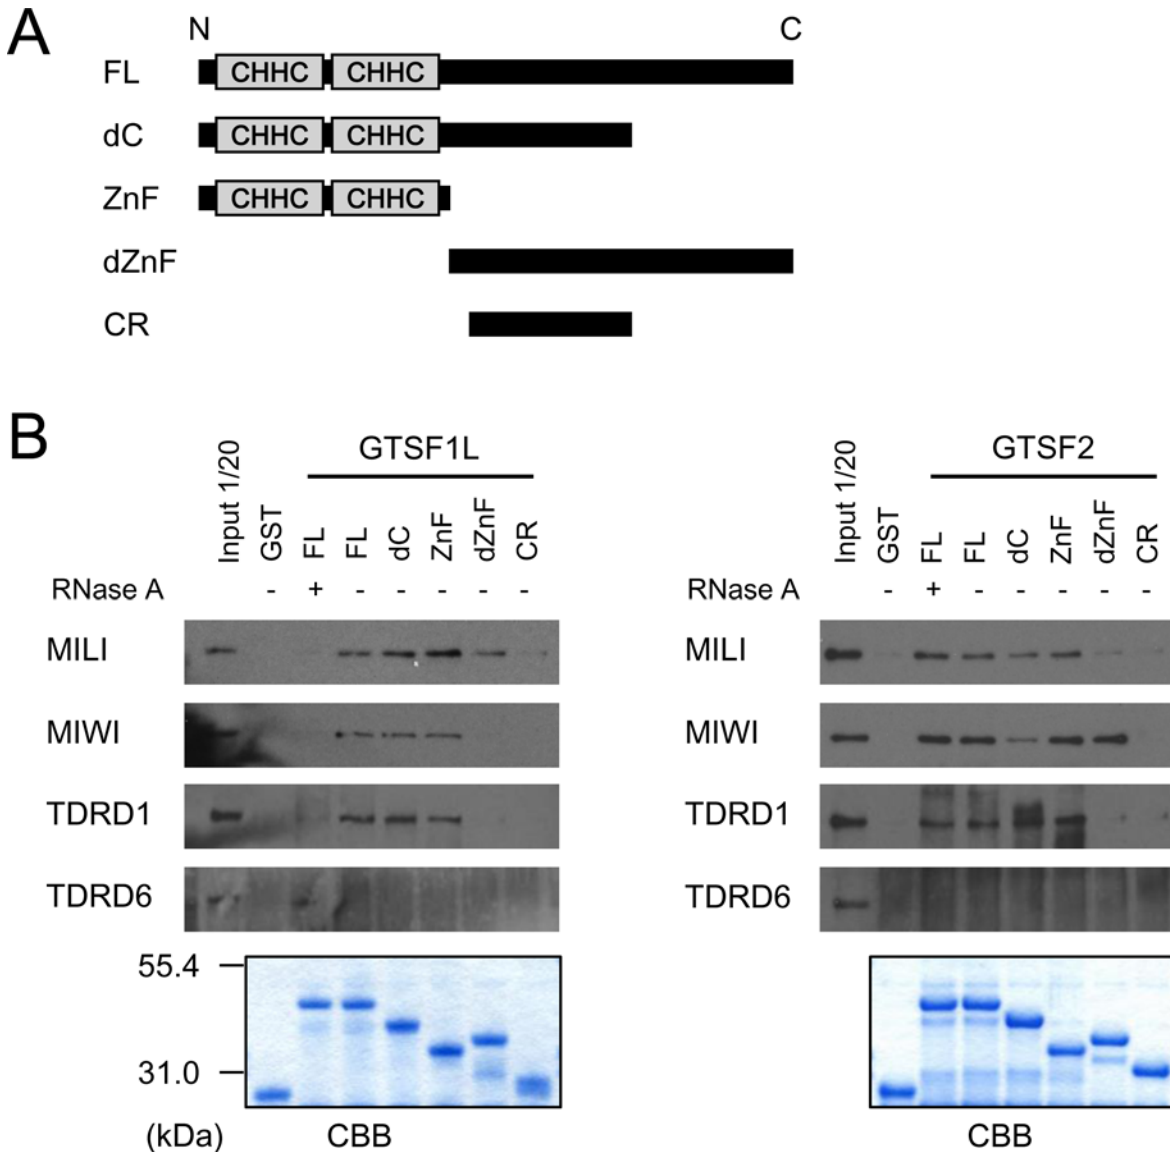 A
N C
FL CHHC CHHC
dC CHHC CHHC
ZnF CHHC CHHC
dZnF
CR
B
GTSF1L
Input 1/20 GST FL FL dC ZnF dZnF CR
RNase A - + - - - - -
MILI
MIWI
TDRD1
TDRD6
55.4
31.0
(kDa) CBB
GTSF2
Input 1/20 GST FL FL dC ZnF dZnF CR
RNase A - + - - - - -
MILI
MIWI
TDRD1
TDRD6
CBB